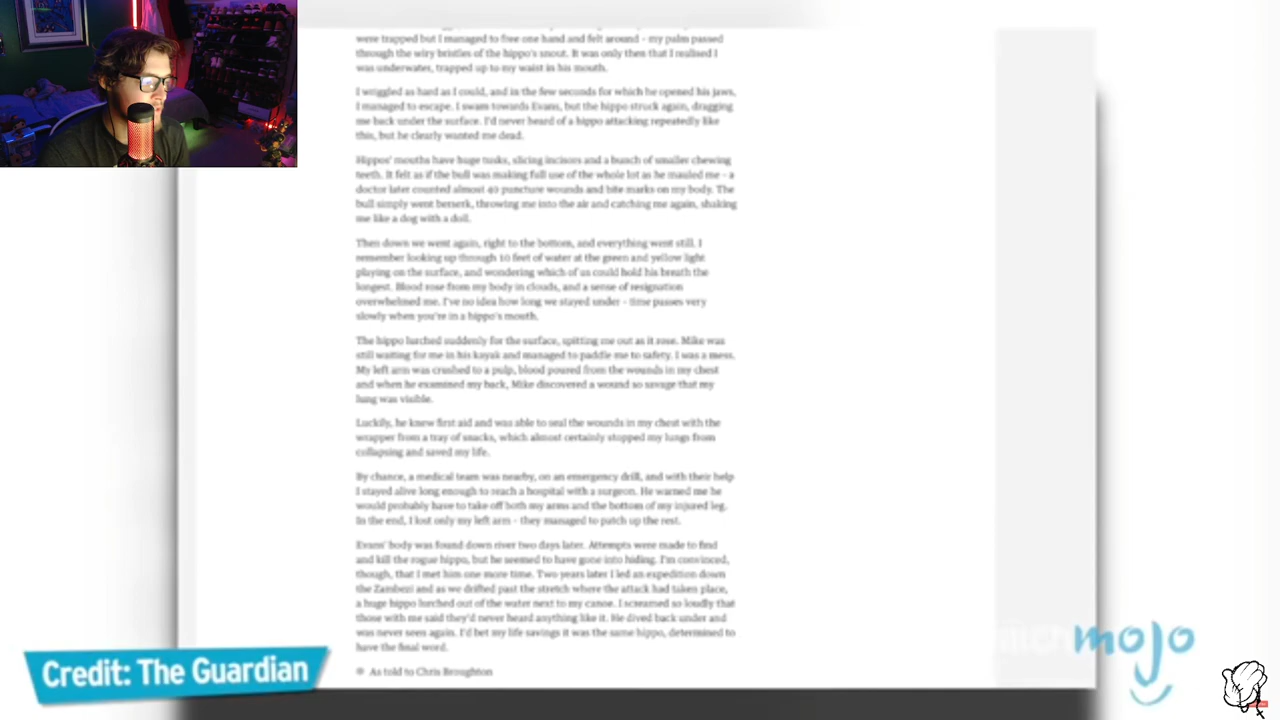 were trapped but I managed to free one hand and felt around - my palm passed
through the wiry bristles of the hippo's snout. It was only then that I realised I
was underwater, trapped up to my waist in his mouth.
I wriggled as hard as I could, and in the few seconds for which he opened his jaws,
I managed to escape. I swam towards Evans, but the hippo struck again, dragging
me back under the surface. I'd never heard of a hippo attacking repeatedly like
this, but he clearly wanted me dead.
Hippos' mouths have huge tusks, slicing incisors and a bunch of smaller chewing
teeth. It felt as if the bull was making full use of the whole lot as he mauled me - a
doctor later counted almost 40 puncture wounds and bite marks on my body. The
bull simply went berserk, throwing me into the air and catching me again, shaking
me like a dog with a doll.
Then down we went again, right to the bottom, and everything went still. I
remember looking up through 10 feet of water at the green and yellow light
playing on the surface, and wondering which of us could hold his breath the
longest. Blood rose from my body in clouds, and a sense of resignation
overwhelmed me. I've no idea how long we stayed under - time passes very
slowly when you're in a hippo's mouth.
The hippo lurched suddenly for the surface, spitting me out as it rose. Mike was
still waiting for me in his kayak and managed to paddle me to safety. I was a mess.
My left arm was crushed to a pulp, blood poured from the wounds in my chest
and when he examined my back, Mike discovered a wound so savage that my
lung was visible.
Luckily, he knew first aid and was able to seal the wounds in my chest with the
wrapper from a tray of snacks, which almost certainly stopped my lungs from
collapsing and saved my life.
By chance, a medical team was nearby, on an emergency drill, and with their help
I stayed alive long enough to reach a hospital with a surgeon. He warned me he
would probably have to take off both my arms and the bottom of my injured leg.
In the end, I lost only my left arm - they managed to patch up the rest.
Evans' body was found down river two days later. Attempts were made to find
and kill the rogue hippo, but he seemed to have gone into hiding. I'm convinced,
though, that I met him one more time. Two years later I led an expedition down
the Zambezi and as we drifted past the stretch where the attack had taken place,
a huge hippo lurched out of the water next to my canoe. I screamed so loudly that
those with me said they'd never heard anything like it. He dived back under and
was never seen again. I'd bet my life savings it was the same hippo, determined to
have the final word.
As told to Chris Broughton
Credit: The Guardian
mojo